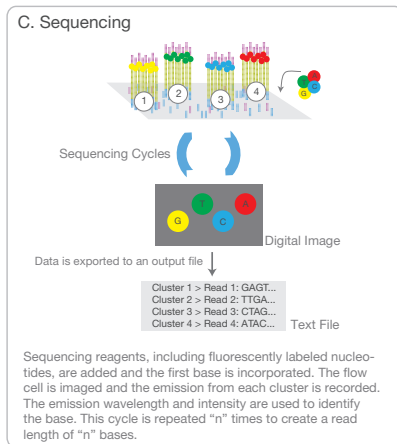 C. Sequencing
1
2
3
4
A
T
C
G
Sequencing Cycles
T
A
G
C
Digital Image
Data is exported to an output file
Cluster 1 > Read 1: GAGT...
Cluster 2 > Read 2: TTGA...
Cluster 3 > Read 3: CTAG...
Cluster 4 > Read 4: ATAC...
Text File
Sequencing reagents, including fluorescently labeled nucleo-
tides, are added and the first base is incorporated. The flow
cell is imaged and the emission from each cluster is recorded.
The emission wavelength and intensity are used to identify
the base. This cycle is repeated “n” times to create a read
length of “n” bases.